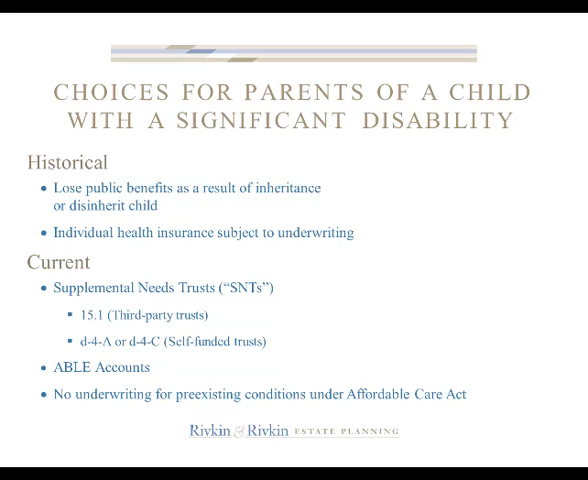 CHOICES FOR PARENTS OF A CHILD
WITH A SIGNIFICANT DISABILITY
Historical
• Lose public benefits as a result of inheritance
or disinherit child
• Individual health insurance subject to underwriting
Current
• Supplemental Needs Trusts (“SNTs”)
▪ 15.1 (Third-party trusts)
▪ d-4-A or d-4-C (Self-funded trusts)
• ABLE Accounts
• No underwriting for preexisting conditions under Affordable Care Act
Rivkin & Rivkin ESTATE PLANNING